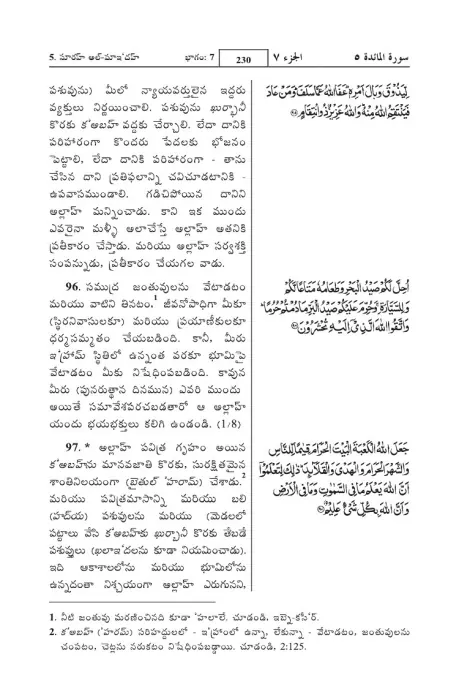 5. సూరహ్ అల్-మాఇ'దహ్ భాగం: 7 230 الجزء ٧ سورة المائدة ٥
పశువును) మీలో న్యాయవర్తులైన ఇద్దరు
వ్యక్తులు నిర్ణయించాలి. పశువును ఖుర్బానీ
కొరకు క'అబహ్ వద్దకు చేర్చాలి. లేదా దానికి
పరిహారంగా కొందరు పేదలకు భోజనం
పెట్టాలి, లేదా దానికి పరిహారంగా - తాను
చేసిన దాని ప్రతిఫలాన్ని చవిచూడటానికి -
ఉపవాసముండాలి. గడిచిపోయిన దానిని
అల్లాహ్ మన్నించాడు. కాని ఇక ముందు
ఎవరైనా మళ్ళీ అలాచేస్తే అల్లాహ్ అతనికి
ప్రతీకారం చేస్తాడు. మరియు అల్లాహ్ సర్వశక్తి
సంపన్నుడు, ప్రతీకారం చేయగల వాడు.
لِّيَذُوقَ وَبَالَ أَمْرِهِ عَفَا اللَّهُ عَمَّا سَلَفَ وَمَنْ عَادَ
فَيَنتَقِمُ اللَّهُ مِنْهُ وَاللَّهُ عَزِيزٌ ذُو انتِقَامٍ ﴿٩٥﴾
96. సముద్ర జంతువులను వేటాడటం
మరియు వాటిని తినటం,1 జీవనోపాధిగా మీకూ
(స్థిరనివాసులకూ) మరియు ప్రయాణీకులకూ
ధర్మసమ్మతం చేయబడింది. కానీ, మీరు
ఇ'హ్రామ్ స్థితిలో ఉన్నంత వరకూ భూమిపై
వేటాడటం మీకు నిషేధింపబడింది. కావున
మీరు (పునరుత్థాన దినమున) ఎవరి ముందు
అయితే సమావేశపరచబడతారో ఆ అల్లాహ్
యందు భయభక్తులు కలిగి ఉండండి. (1/8)
أُحِلَّ لَكُمْ صَيْدُ الْبَحْرِ وَطَعَامُهُ مَتَاعًا لَّكُمْ
وَلِلسَّيَّارَةِ وَحُرِّمَ عَلَيْكُمْ صَيْدُ الْبَرِّ مَا دُمْتُمْ حُرُمًا
وَاتَّقُوا اللَّهَ الَّذِي إِلَيْهِ تُحْشَرُونَ ﴿٩٦﴾
97. * అల్లాహ్ పవిత్ర గృహం అయిన
క'అబహ్‌ను మానవజాతి కొరకు, సురక్షితమైన
శాంతినిలయంగా (బైతుల్ 'హరామ్) చేశాడు.2
మరియు పవిత్రమాసాన్ని మరియు బలి
(హద్‌య) పశువులను మరియు (మెడలలో
పట్టాలు వేసి క'అబహ్‌కు ఖుర్బానీ కొరకు తేబడే
పశువుల్ల (ఖలాఇ'దలను కూడా నియమించాడు).
ఇది ఆకాశాలలోను మరియు భూమిలోను
ఉన్నదంతా నిశ్చయంగా అల్లాహ్ ఎరుగునని,
جَعَلَ اللَّهُ الْكَعْبَةَ الْبَيْتَ الْحَرَامَ قِيَامًا لِّلنَّاسِ
وَالشَّهْرَ الْحَرَامَ وَالْهَدْيَ وَالْقَلَائِدَ ذَلِكَ لِتَعْلَمُوا
أَنَّ اللَّهَ يَعْلَمُ مَا فِي السَّمَوَاتِ وَمَا فِي الْأَرْضِ
وَأَنَّ اللَّهَ بِكُلِّ شَيْءٍ عَلِيمٌ ﴿٩٧﴾
1. నీటి జంతువు మరణించినది కూడా 'హలాలే. చూడండి, ఇబ్నె-కసీ'ర్.
2. క'అబహ్ ('హరమ్) సరిహద్దులలో - ఇ'హ్రాంలో ఉన్నా, లేకున్నా - వేటాడటం, జంతువులను
చంపటం, చెట్లను నరుకటం నిషేధింపబడ్డాయి. చూడండి, 2:125.